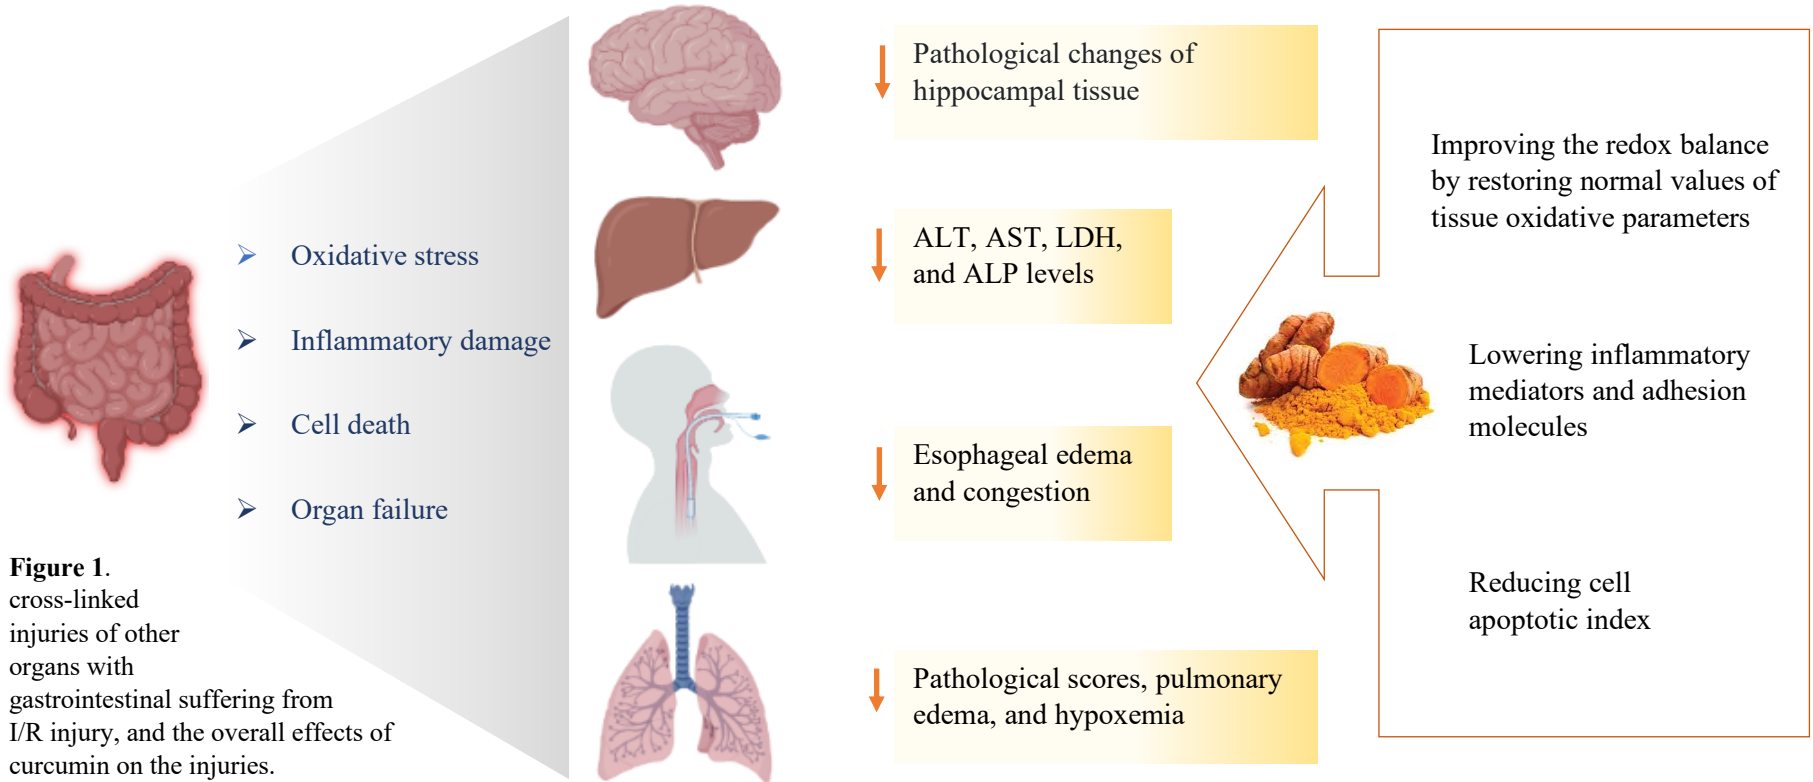 Oxidative stress
Inflammatory damage
Cell death
Organ failure
Figure 1.
cross-linked
injuries of other
organs with
gastrointestinal suffering from
I/R injury, and the overall effects of
curcumin on the injuries.
Pathological changes of
hippocampal tissue
ALT, AST, LDH,
and ALP levels
Esophageal edema
and congestion
Pathological scores, pulmonary
edema, and hypoxemia
Improving the redox balance
by restoring normal values of
tissue oxidative parameters
Lowering inflammatory
mediators and adhesion
molecules
Reducing cell
apoptotic index